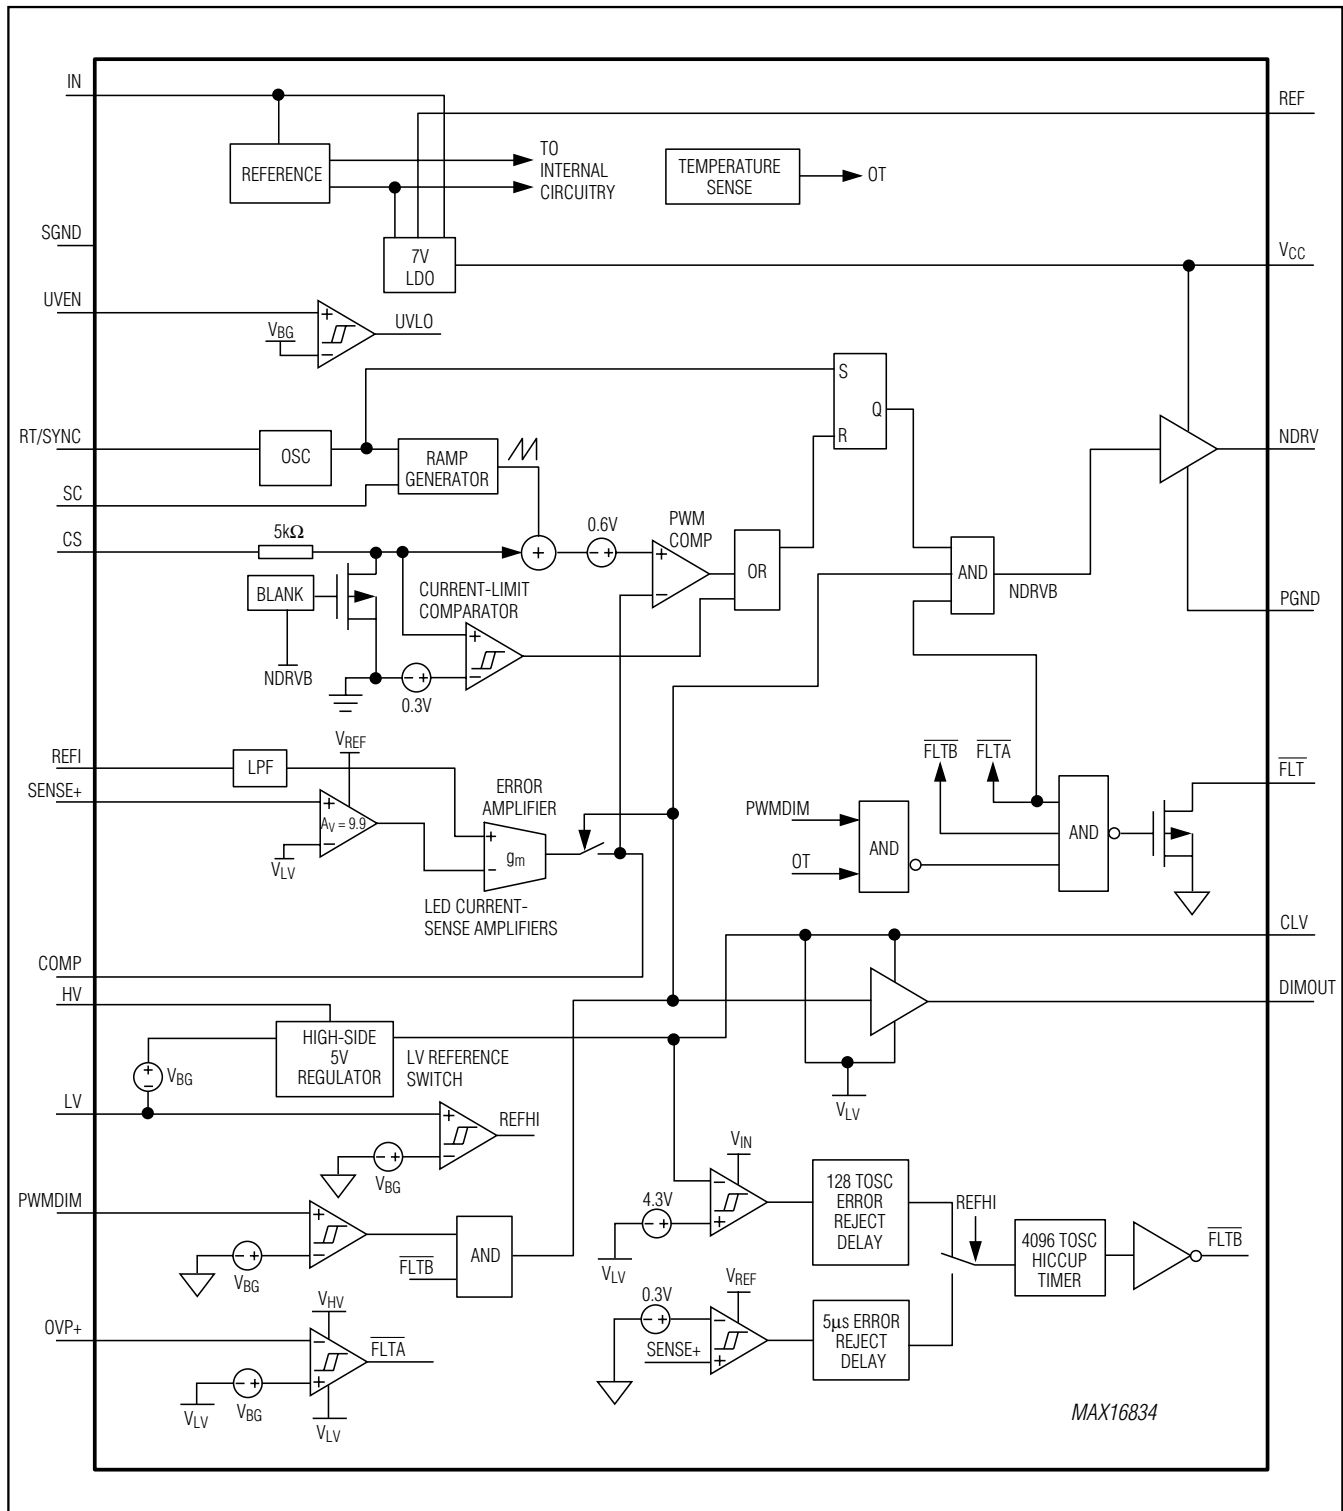 IN
REF
REFERENCE
TO
INTERNAL
CIRCUITRY
TEMPERATURE
SENSE
OT
SGND
7V
LDO
VCC
UVEN
+
−
VBG
UVLO
S
R
Q
RT/SYNC
OSC
RAMP
GENERATOR
NDRV
SC
CS
5kΩ
+
0.6V
− +
PWM
COMP
+
−
OR
AND
NDRVB
PGND
BLANK
NDRVB
CURRENT-LIMIT
COMPARATOR
+
−
− +
0.3V
REFI
LPF
VREF
SENSE+
+
AV = 9.9
−
VLV
ERROR
AMPLIFIER
+
gm
−
LED CURRENT-
SENSE AMPLIFIERS
FLTB
FLTA
FLT
PWMDIM
AND
OT
AND
CLV
COMP
HV
DIMOUT
HIGH-SIDE
5V
REGULATOR
LV REFERENCE
SWITCH
+
−
VBG
LV
+
−
REFHI
− +
VBG
VLV
PWMDIM
+
−
− +
VBG
AND
FLTB
VIN
4.3V
− +
VLV
−
+
128 TOSC
ERROR
REJECT
DELAY
REFHI
4096 TOSC
HICCUP
TIMER
FLTB
OVP+
VHV
−
+
FLTA
− +
VLV
VBG
VLV
VREF
0.3V
− +
SENSE+
−
+
5µs ERROR
REJECT
DELAY
MAX16834